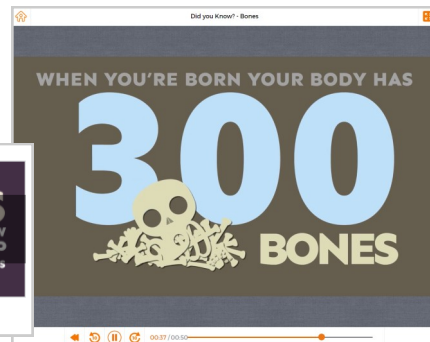 Did you Know? - Bones
WHEN YOU'RE BORN YOUR BODY HAS
300
BONES
00:37 / 00:50